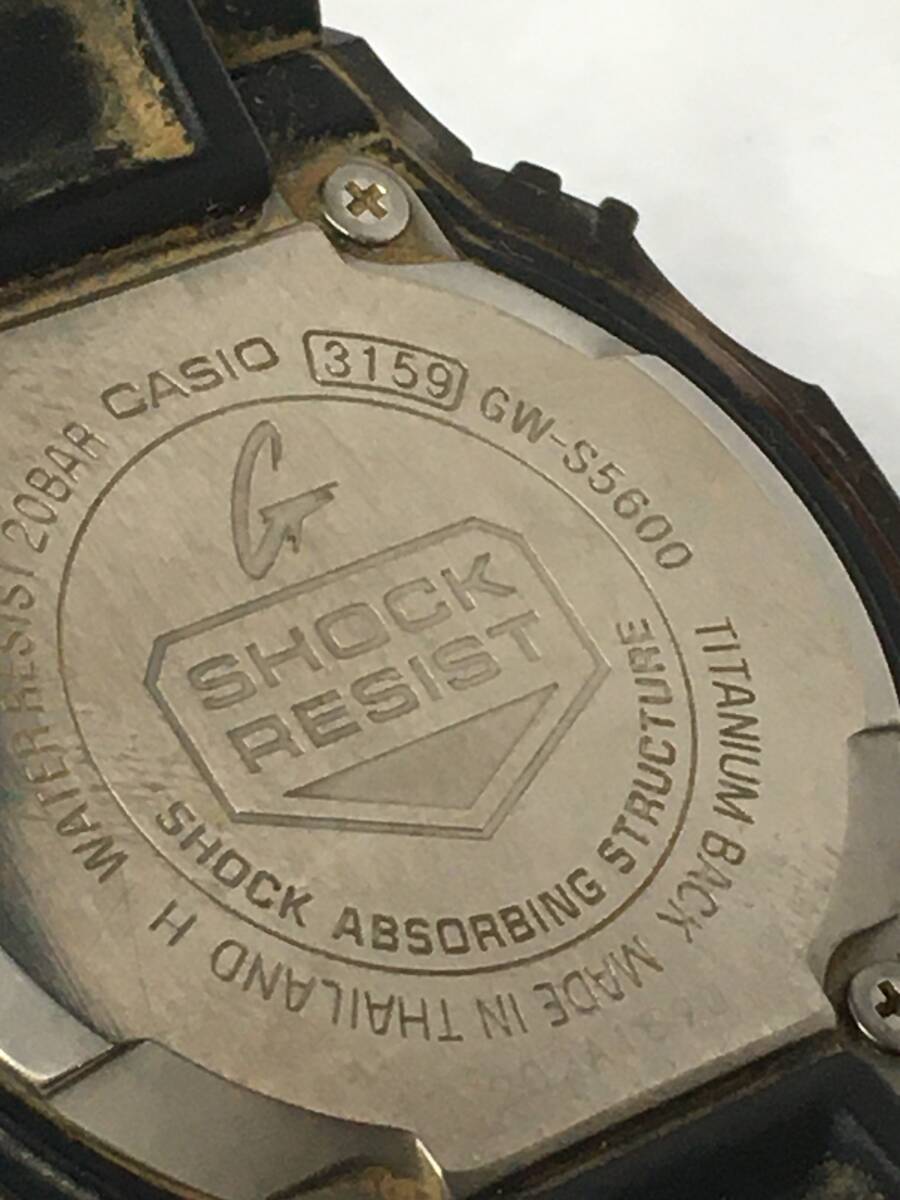 CASIO 3159 GW-S5600
TITANIUM BACK MADE IN THAILAND H
WATER RESIST 20BAR
G
SHOCK
RESIST
SHOCK ABSORBING STRUCTURE